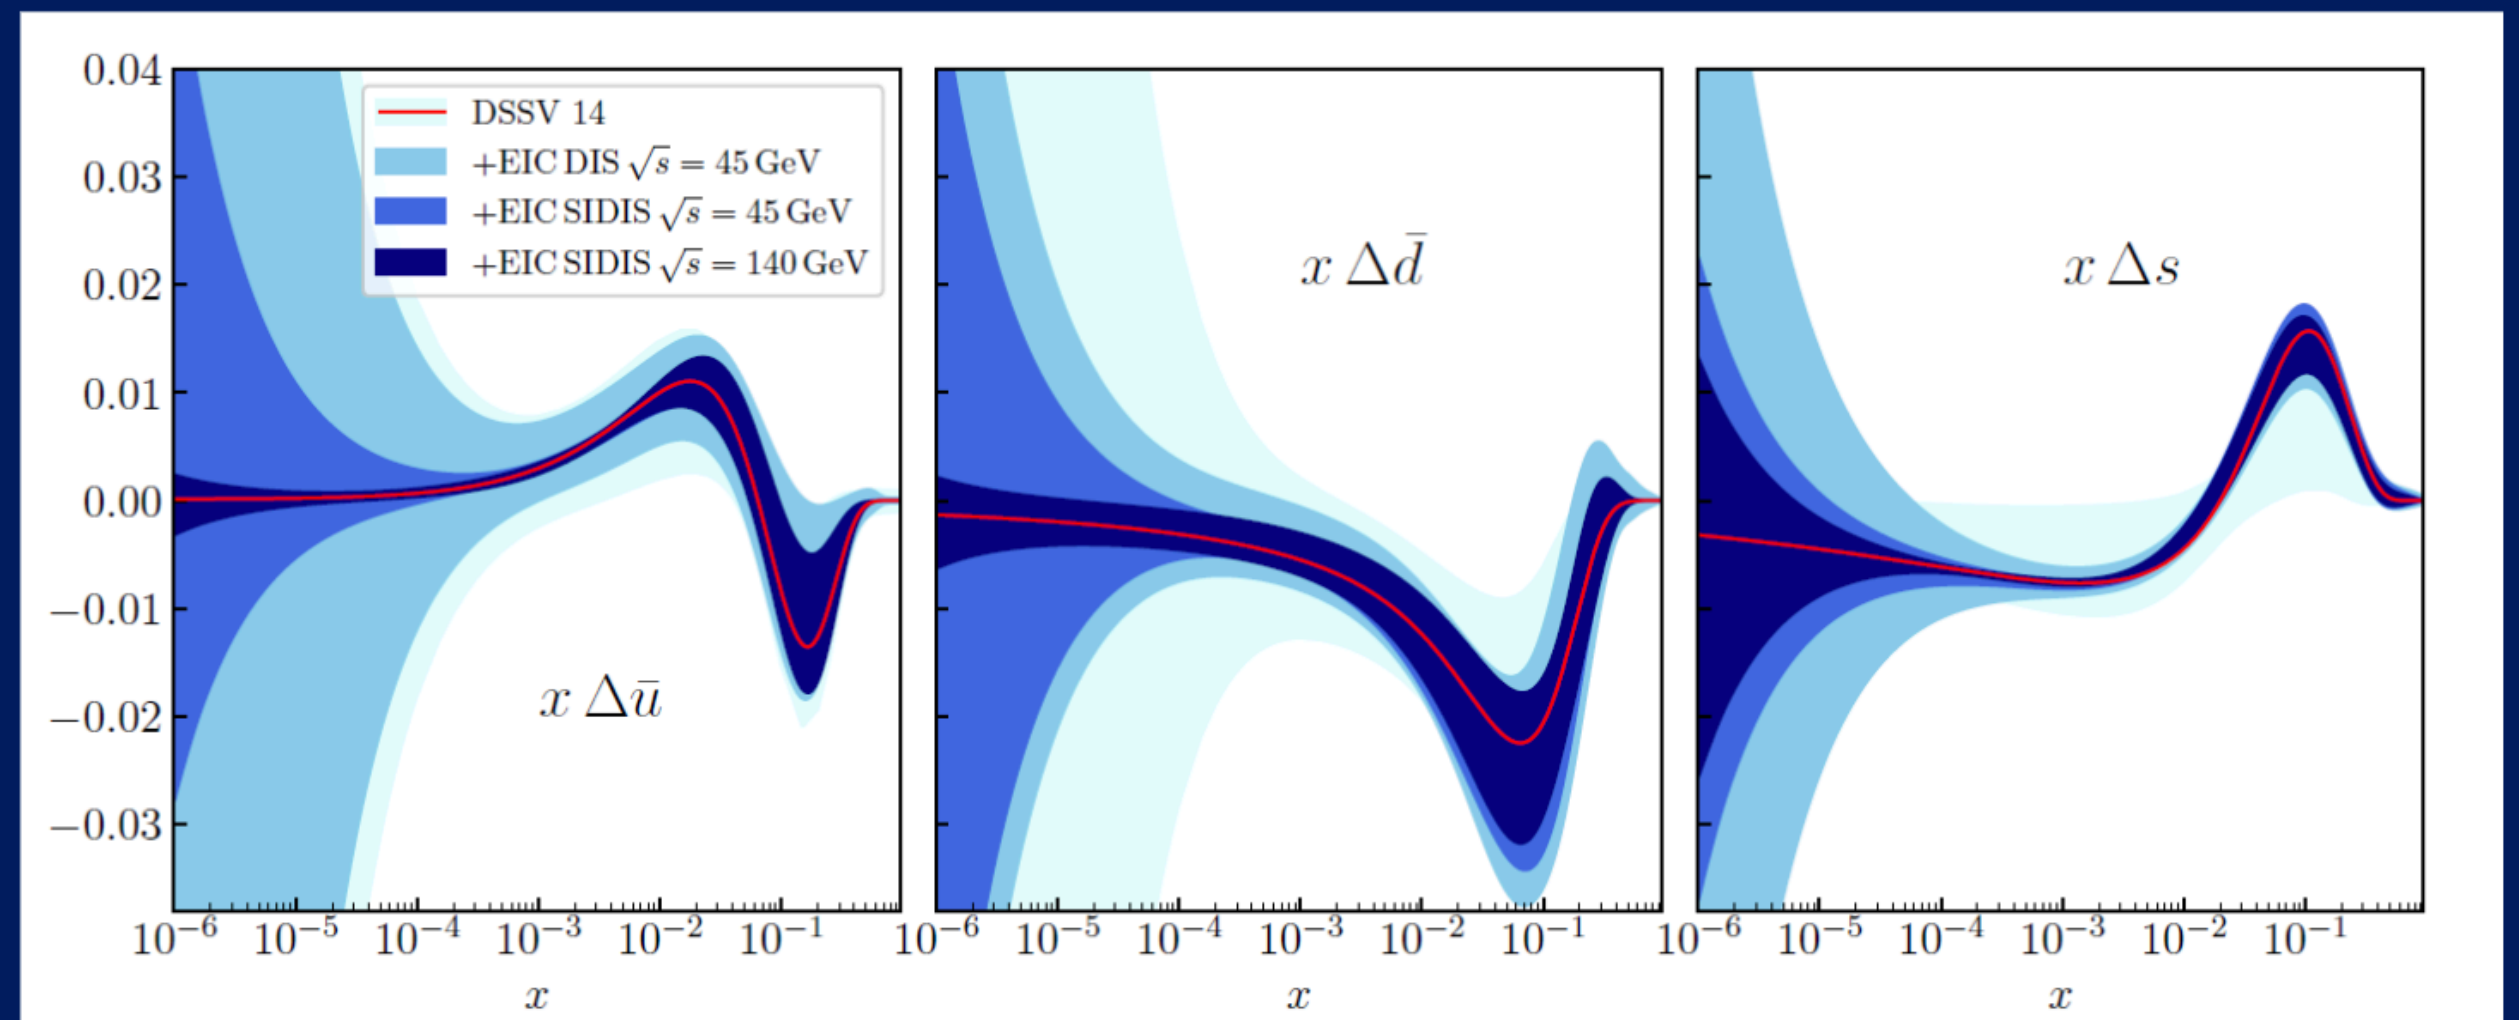 0.04
0.03
0.02
0.01
0.00
−0.01
−0.02
−0.03
DSSV 14
+EIC DIS √s = 45 GeV
+EIC SIDIS √s = 45 GeV
+EIC SIDIS √s = 140 GeV
x Δū
x Δd̄
x Δs
10⁻⁶ 10⁻⁵ 10⁻⁴ 10⁻³ 10⁻² 10⁻¹
10⁻⁶ 10⁻⁵ 10⁻⁴ 10⁻³ 10⁻² 10⁻¹
10⁻⁶ 10⁻⁵ 10⁻⁴ 10⁻³ 10⁻² 10⁻¹
x
x
x